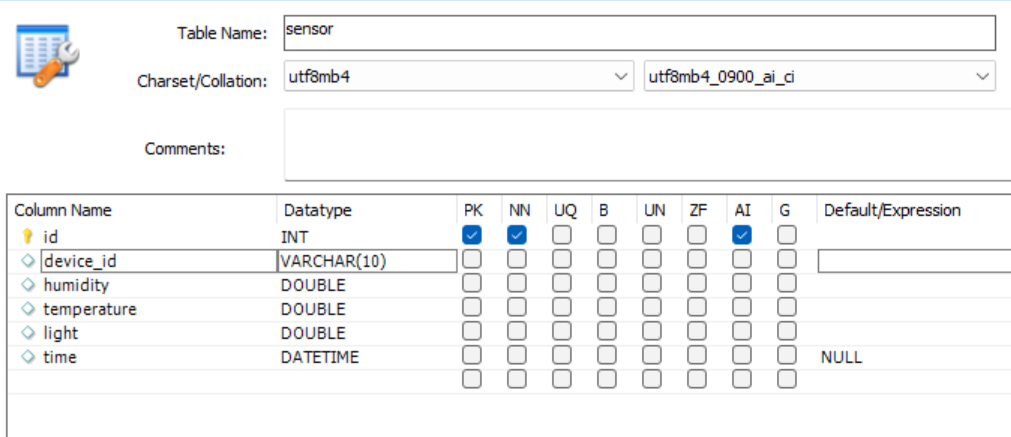 Table Name: sensor
Charset/Collation: utf8mb4 utf8mb4_0900_ai_ci
Comments:
Column Name Datatype PK NN UQ B UN ZF AI G Default/Expression
id INT
device_id VARCHAR(10)
humidity DOUBLE
temperature DOUBLE
light DOUBLE
time DATETIME NULL